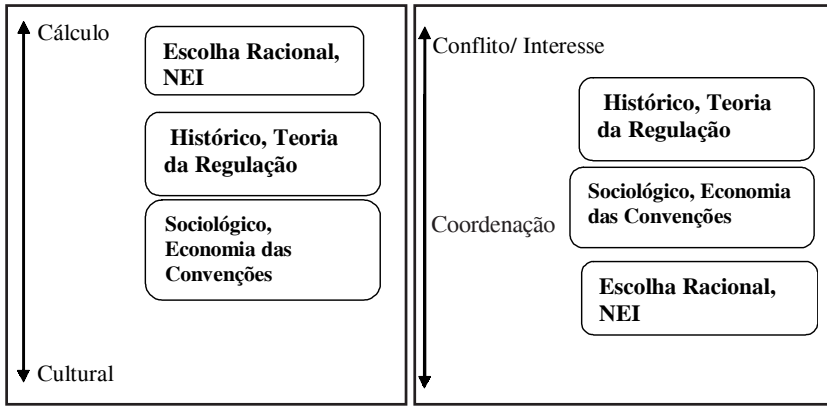 Cálculo
Escolha Racional,
NEI
Histórico, Teoria
da Regulação
Sociológico,
Economia das
Convenções
Cultural
Conflito/ Interesse
Histórico, Teoria
da Regulação
Sociológico, Economia
das Convenções
Coordenação
Escolha Racional,
NEI